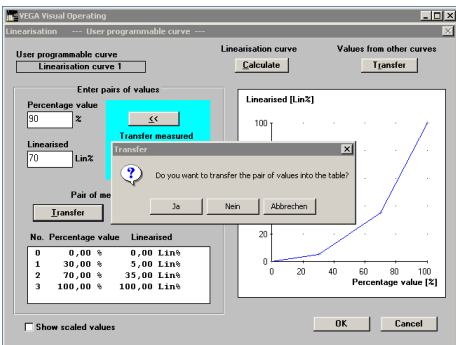 VEGA Visual Operating
Linearisation --- User programmable curve ---
User programmable curve
Linearisation curve 1
Linearisation curve
Calculate
Values from other curves
Transfer
Enter pairs of values
Percentage value
90 %
<<
Transfer measured
Linearised
70 Lin%
Pair of me
Transfer
Transfer
Do you want to transfer the pair of values into the table?
Ja Nein Abbrechen
No. Percentage value Linearised
0 0,00 % 0,00 Lin%
1 30,00 % 5,00 Lin%
2 70,00 % 35,00 Lin%
3 100,00 % 100,00 Lin%
Show scaled values
Linearised [Lin%]
100
20
0
0 20 40 60 80 100
Percentage value [%]
OK Cancel